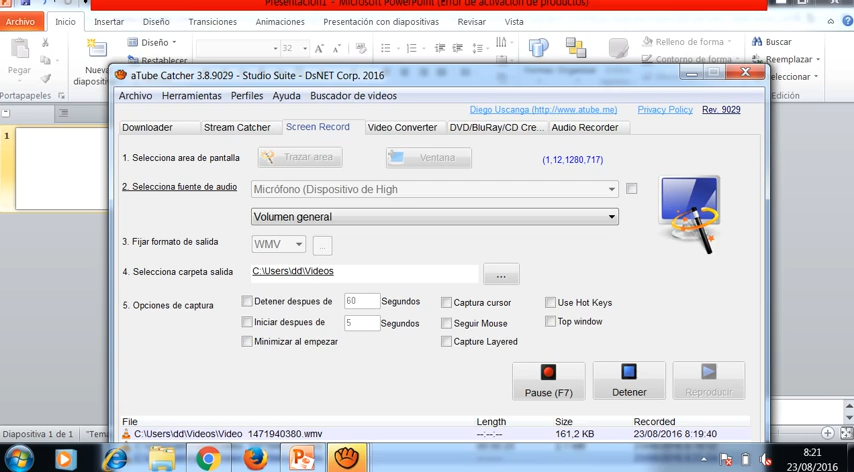 Presentación1 - Microsoft PowerPoint (Error de activación de productos)
Archivo Inicio Insertar Diseño Transiciones Animaciones Presentación con diapositivas Revisar Vista
Pegar
Nueva
Diseño
Restablecer
32
Relleno de forma
Contorno de forma
Buscar
Reemplazar
Portapapeles
Edición
aTube Catcher 3.8.9029 - Studio Suite - DsNET Corp. 2016
Archivo Herramientas Perfiles Ayuda Buscador de videos
Diego Uscanga (http://www.atube.me) Privacy Policy Rev. 9029
Downloader Stream Catcher Screen Record Video Converter DVD/BluRay/CD Cre... Audio Recorder
1. Selecciona area de pantalla Trazar area Ventana (1,12,1280,717)
2. Selecciona fuente de audio Micrófono (Dispositivo de High
Volumen general
3. Fijar formato de salida WMV ...
4. Selecciona carpeta salida C:\Users\dd\Videos ...
5. Opciones de captura Detener despues de 60 Segundos Captura cursor Use Hot Keys
Iniciar despues de 5 Segundos Seguir Mouse Top window
Minimizar al empezar Capture Layered
Pause (F7) Detener Reproducir
File Length Size Recorded
C:\Users\dd\Videos\Video 1471940380.wmv --:--:-- 161,2 KB 23/08/2016 8:19:40
1
Diapositiva 1 de 1
8:21
23/08/2016